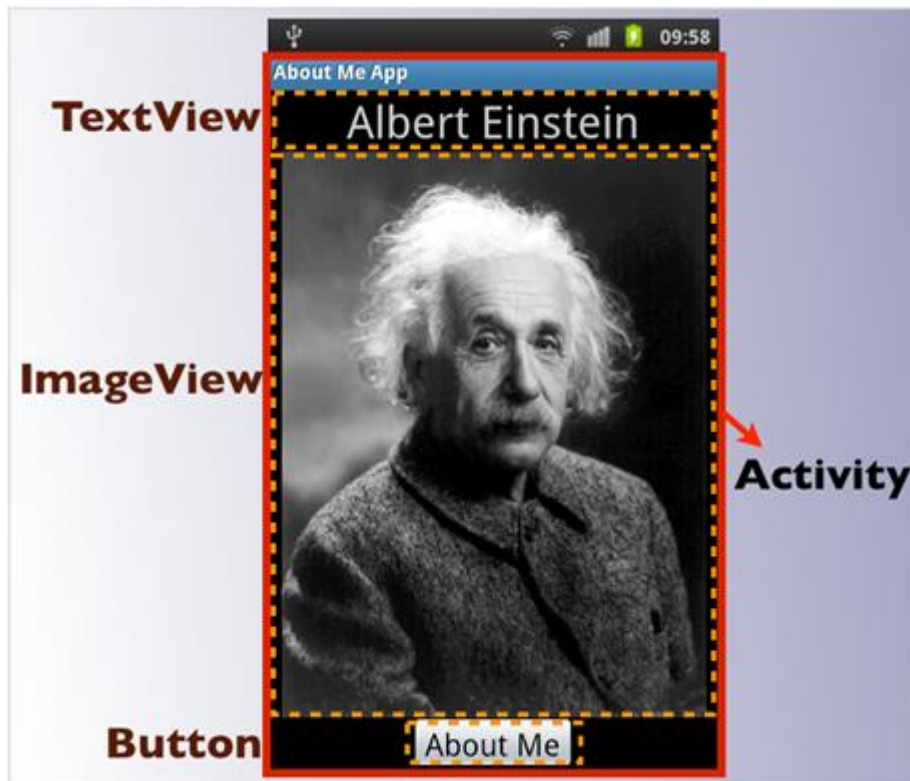 09:58
About Me App
TextView
Albert Einstein
ImageView
Activity
Button
About Me